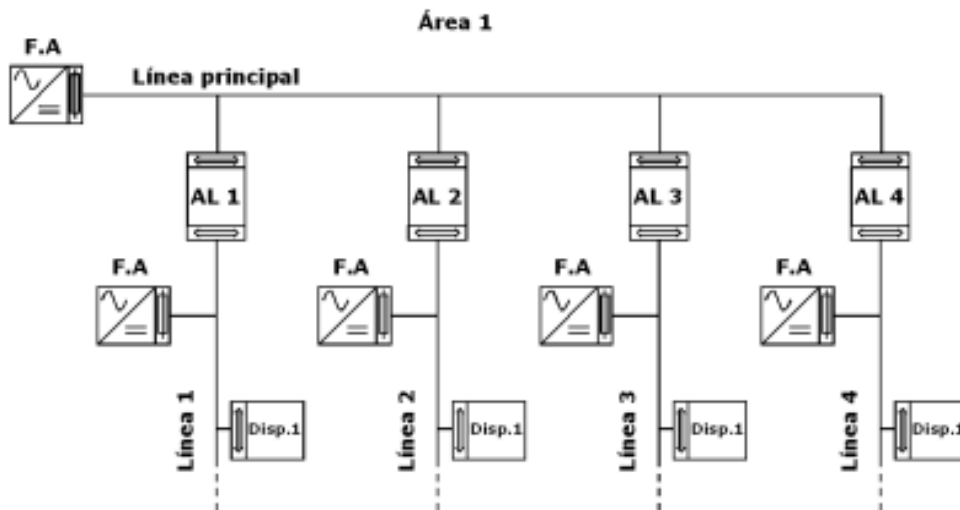 Área 1
F.A
Línea principal
AL 1
AL 2
AL 3
AL 4
F.A
F.A
F.A
F.A
Línea 1
Disp.1
Línea 2
Disp.1
Línea 3
Disp.1
Línea 4
Disp.1